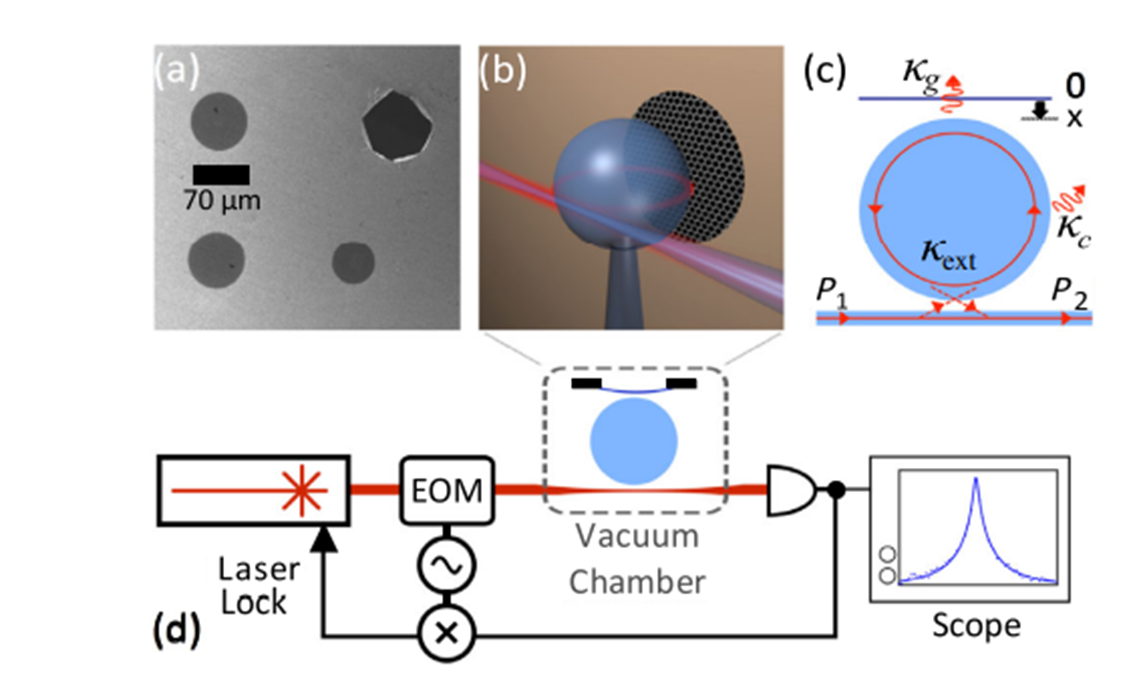 (a)
70 μm
(b)
(c)
κg
0
x
κc
κext
P1
P2
EOM
Vacuum
Chamber
Laser
Lock
(d)
Scope